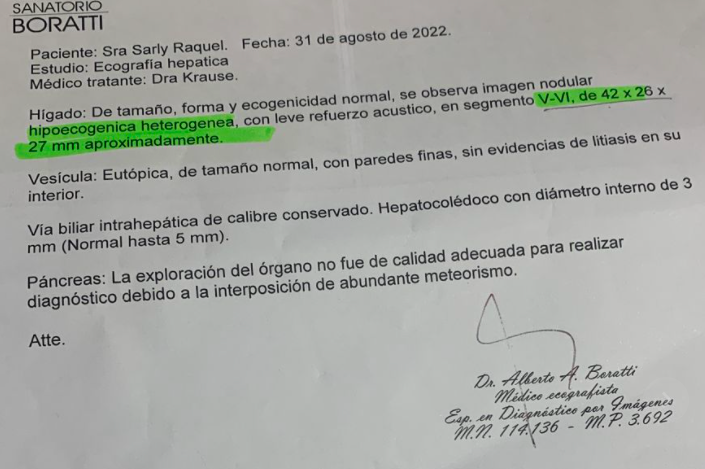 SANATORIO
BORATTI
Paciente: Sra Sarly Raquel. Fecha: 31 de agosto de 2022.
Estudio: Ecografía hepatica
Médico tratante: Dra Krause.
Hígado: De tamaño, forma y ecogenicidad normal, se observa imagen nodular
hipoecogenica heterogenea, con leve refuerzo acustico, en segmento V-VI, de 42 x 26 x
27 mm aproximadamente.
Vesícula: Eutópica, de tamaño normal, con paredes finas, sin evidencias de litiasis en su
interior.
Vía biliar intrahepática de calibre conservado. Hepatocolédoco con diámetro interno de 3
mm (Normal hasta 5 mm).
Páncreas: La exploración del órgano no fue de calidad adecuada para realizar
diagnóstico debido a la interposición de abundante meteorismo.
Atte.
Dr. Alberto A. Boratti
Médico ecografista
Esp. en Diagnóstico por Imágenes
M.N. 114.136 - M.P. 3.692